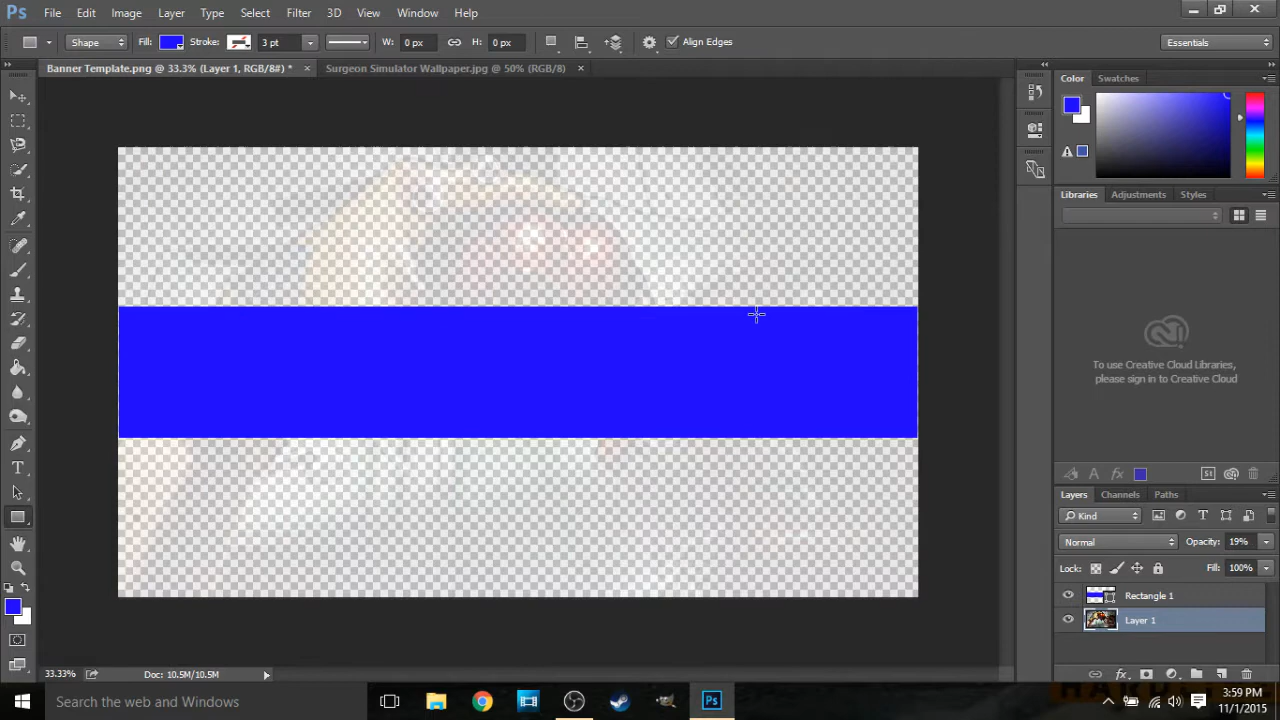 Ps File Edit Image Layer Type Select Filter 3D View Window Help
Shape Fill: Stroke: 3 pt W: 0 px H: 0 px Align Edges Essentials
Banner Template.png @ 33.3% (Layer 1, RGB/8#) * × Surgeon Simulator Wallpaper.jpg @ 50% (RGB/8) ×
Color Swatches
Libraries Adjustments Styles
To use Creative Cloud Libraries,
please sign in to Creative Cloud
A fx St
Layers Channels Paths
Kind
Normal Opacity: 19%
Lock: Fill: 100%
Rectangle 1
Layer 1
33.33% Doc: 10.5M/10.5M
fx
Search the web and Windows
Ps
3:59 PM
11/1/2015